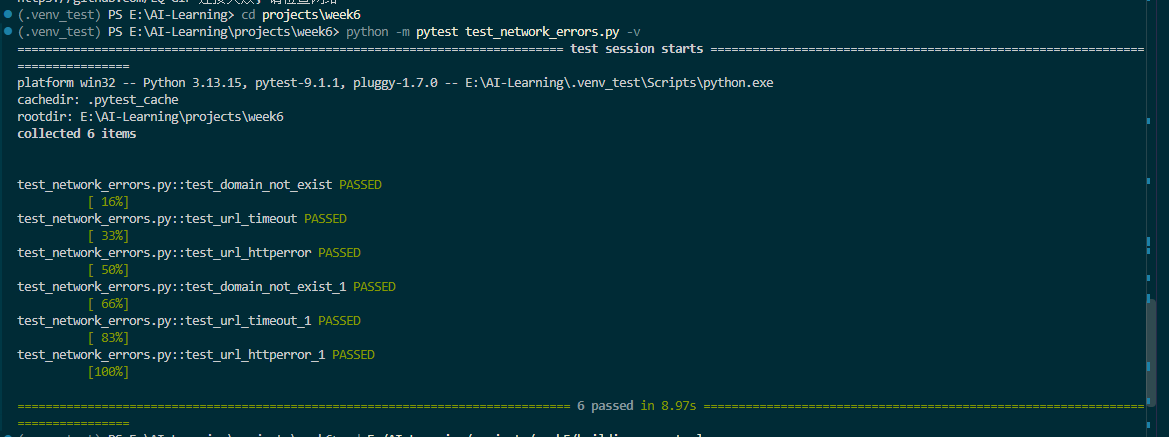 (.venv_test) PS E:\AI-Learning> cd projects\week6
(.venv_test) PS E:\AI-Learning\projects\week6> python -m pytest test_network_errors.py -v
============================================================================== test session starts ==============================================================
================
platform win32 -- Python 3.13.15, pytest-9.1.1, pluggy-1.7.0 -- E:\AI-Learning\.venv_test\Scripts\python.exe
cachedir: .pytest_cache
rootdir: E:\AI-Learning\projects\week6
collected 6 items
test_network_errors.py::test_domain_not_exist PASSED
[ 16%]
test_network_errors.py::test_url_timeout PASSED
[ 33%]
test_network_errors.py::test_url_httperror PASSED
[ 50%]
test_network_errors.py::test_domain_not_exist_1 PASSED
[ 66%]
test_network_errors.py::test_url_timeout_1 PASSED
[ 83%]
test_network_errors.py::test_url_httperror_1 PASSED
[100%]
=============================================================================== 6 passed in 8.97s ===============================================================
================